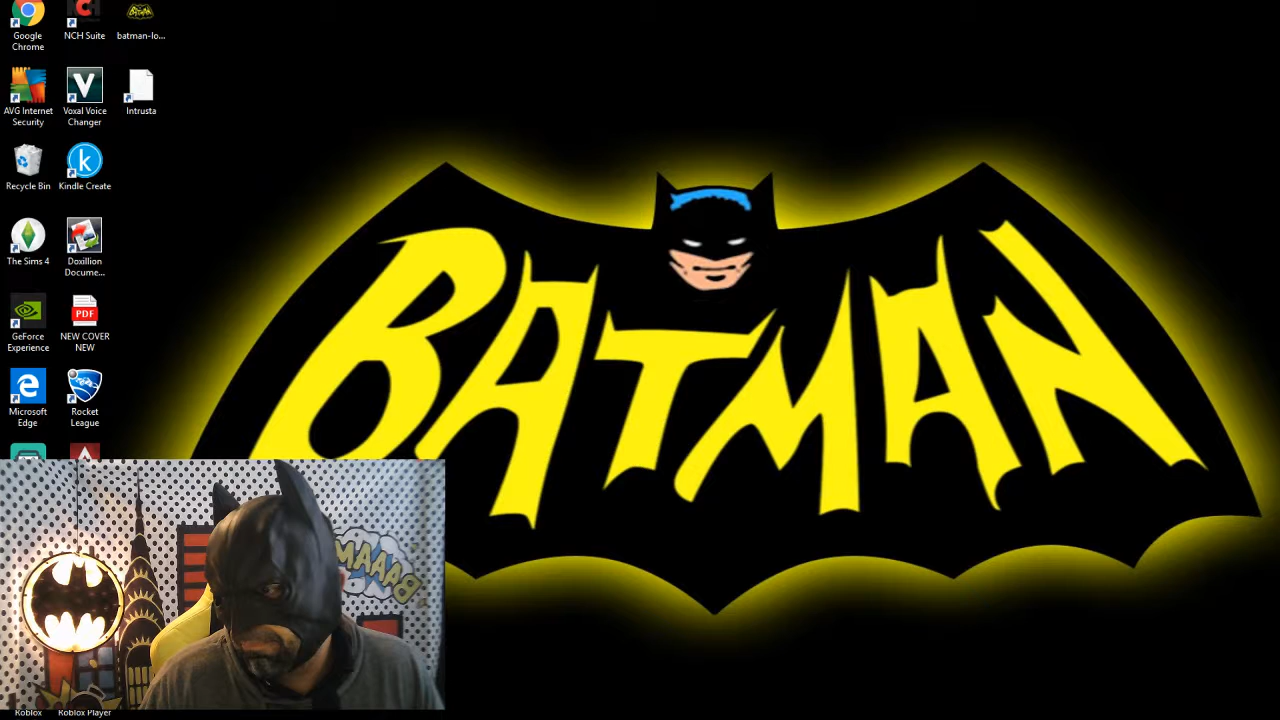 Google
Chrome
NCH Suite
batman-lo...
AVG Internet
Security
Voxal Voice
Changer
Intrusta
Recycle Bin
Kindle Create
The Sims 4
Doxillion
Docume...
GeForce
Experience
PDF
NEW COVER
NEW
Microsoft
Edge
Rocket
League
BATMAN
BAAAM
Roblox
Roblox Player